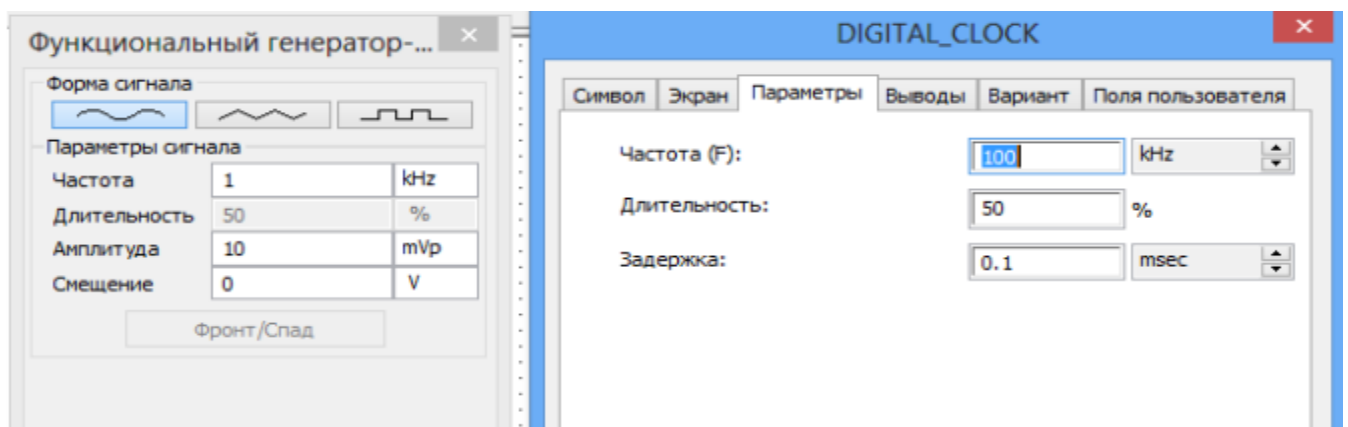 Функциональный генератор-...
Форма сигнала
Параметры сигнала
Частота 1 kHz
Длительность 50 %
Амплитуда 10 mVp
Смещение 0 V
Фронт/Спад
DIGITAL_CLOCK
Символ Экран Параметры Выводы Вариант Поля пользователя
Частота (F): 100 kHz
Длительность: 50 %
Задержка: 0.1 msec